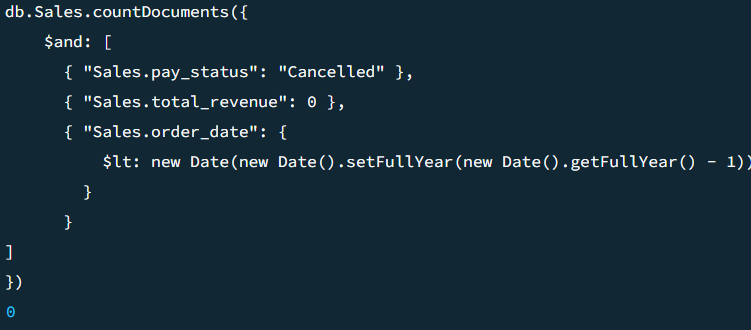 db.Sales.countDocuments({
    $and: [
      { "Sales.pay_status": "Cancelled" },
      { "Sales.total_revenue": 0 },
      { "Sales.order_date": {
          $lt: new Date(new Date().setFullYear(new Date().getFullYear() - 1))
        }
      }
]
})
0